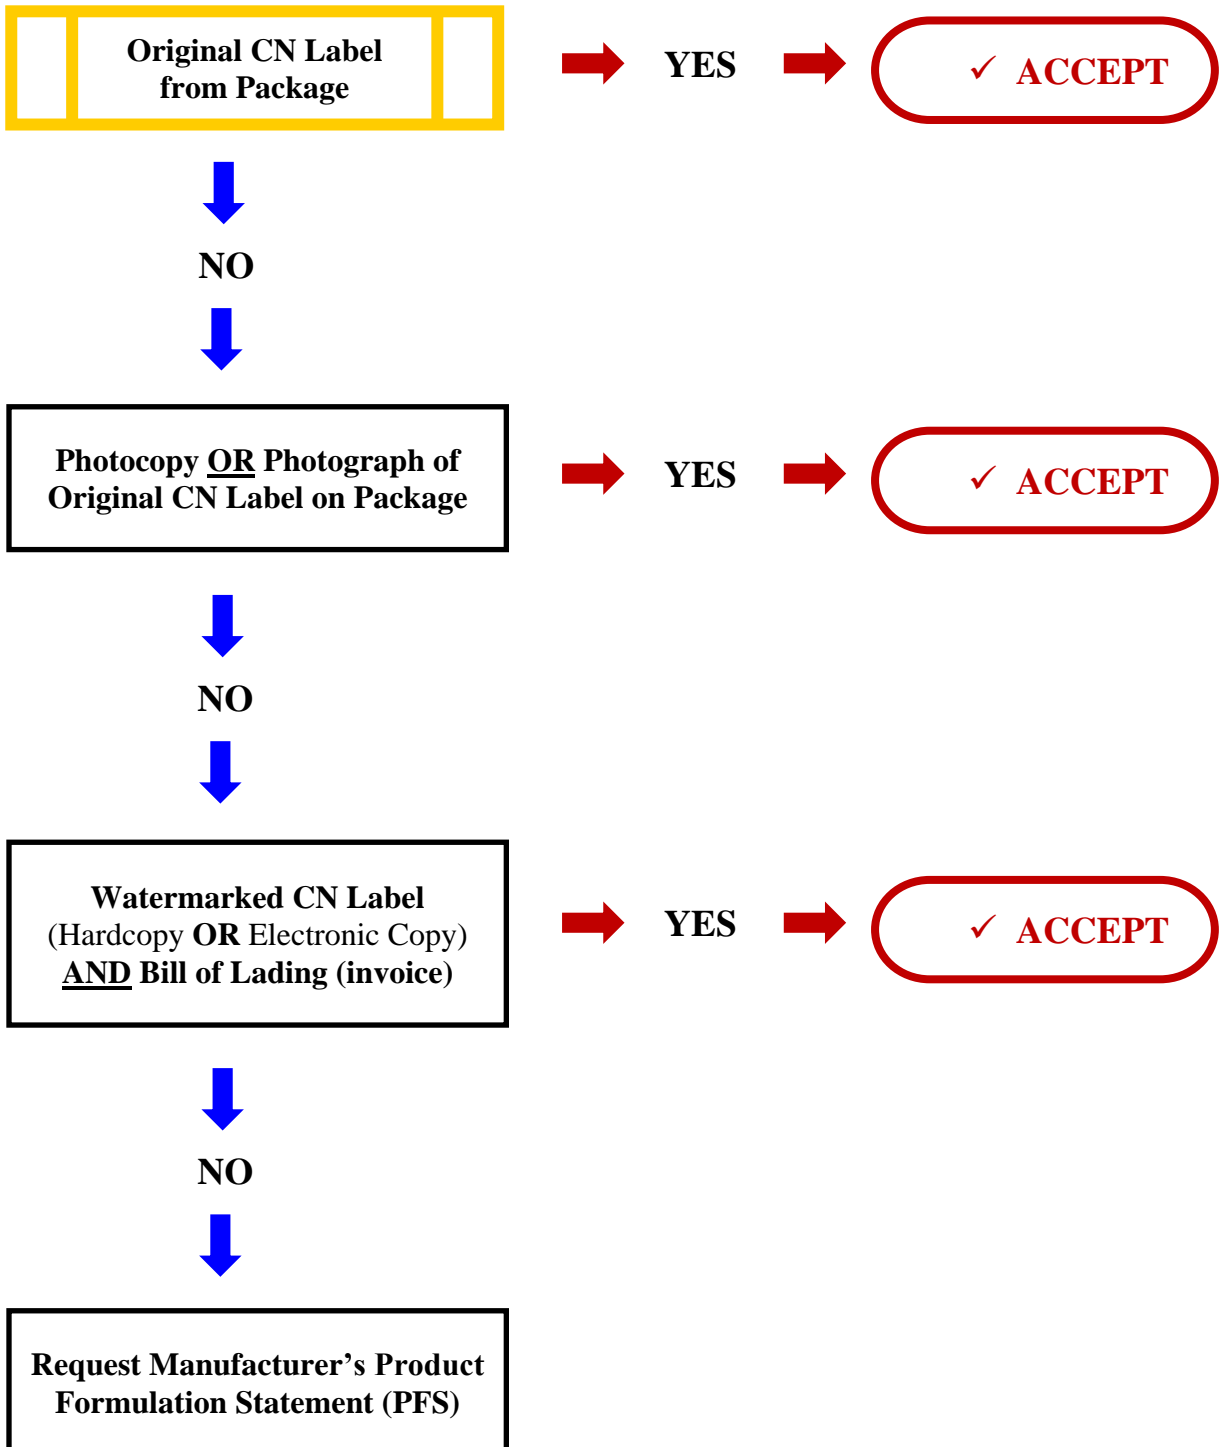 Original CN Label
from Package
YES
✓ ACCEPT
NO
Photocopy OR Photograph of
Original CN Label on Package
YES
✓ ACCEPT
NO
Watermarked CN Label
(Hardcopy OR Electronic Copy)
AND Bill of Lading (invoice)
YES
✓ ACCEPT
NO
Request Manufacturer’s Product
Formulation Statement (PFS)